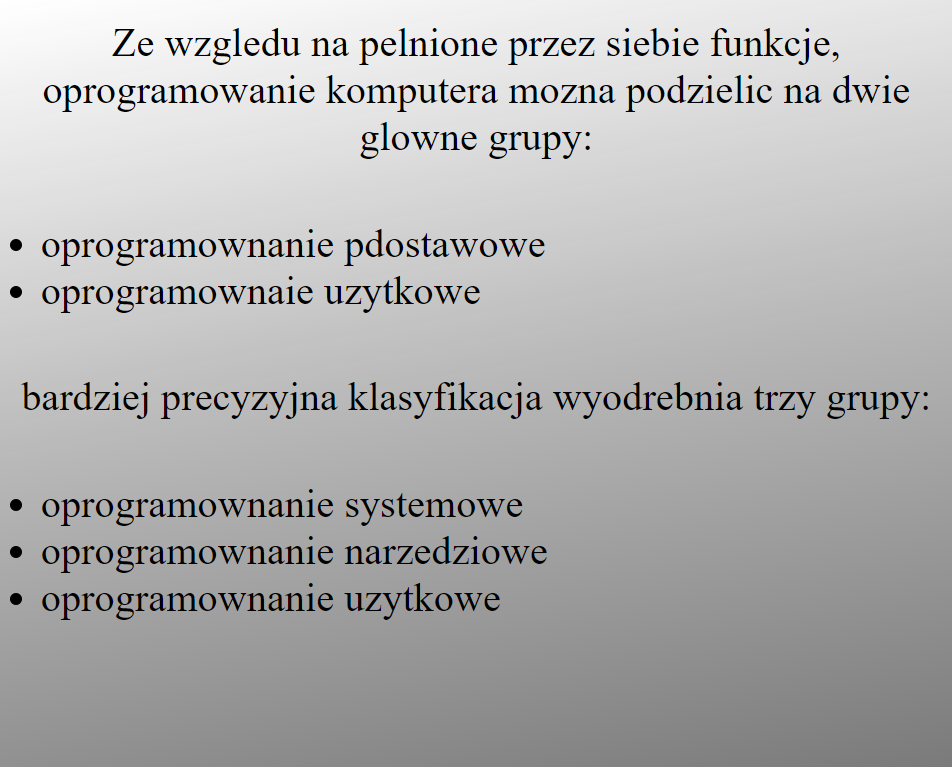 Ze wzgledu na pelnione przez siebie funkcje,
oprogramowanie komputera mozna podzielic na dwie
glowne grupy:
• oprogramownanie pdostawowe
• oprogramownaie uzytkowe
bardziej precyzyjna klasyfikacja wyodrebnia trzy grupy:
• oprogramownanie systemowe
• oprogramownanie narzedziowe
• oprogramownanie uzytkowe